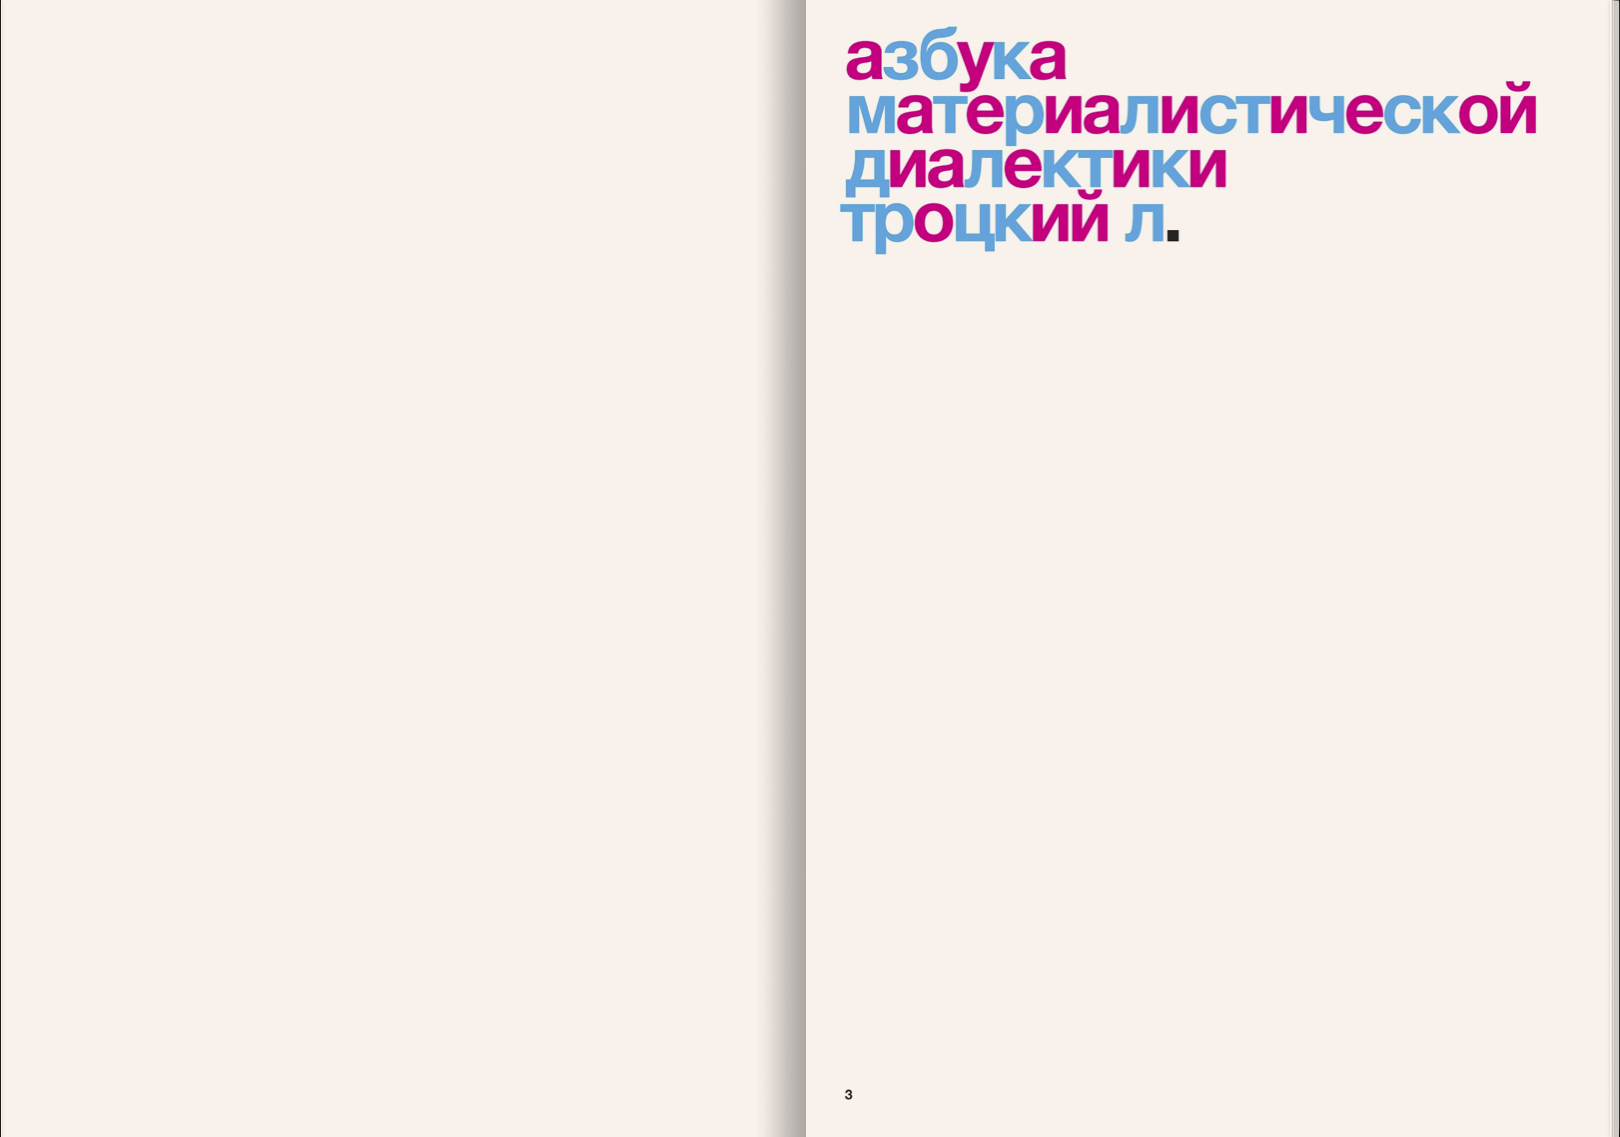 азбука
материалистической
диалектики
троцкий л.
3